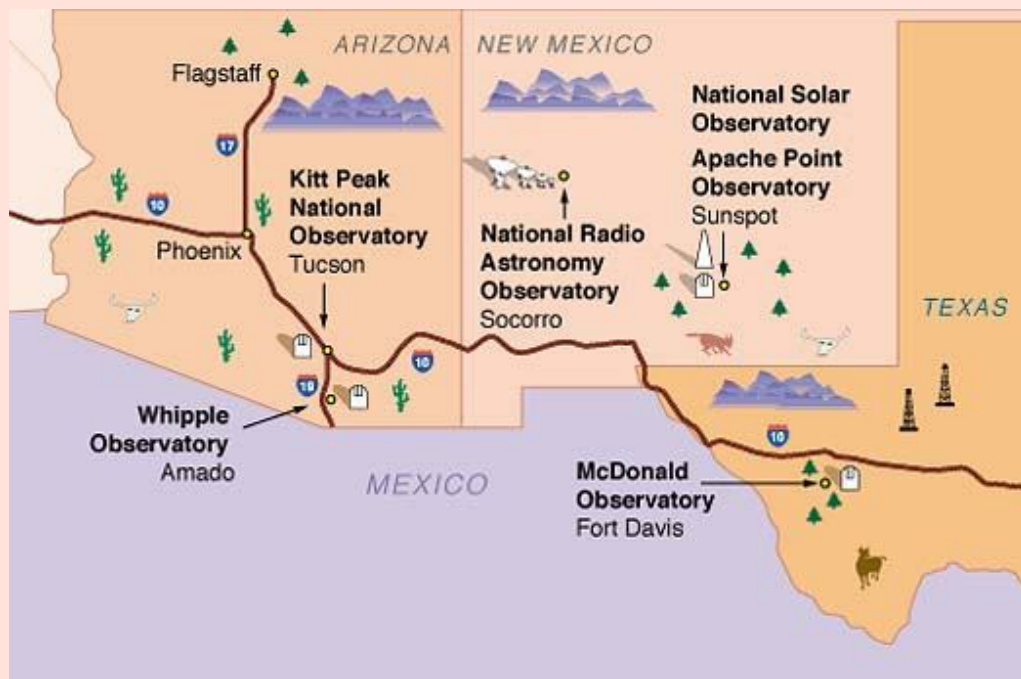 ARIZONA
NEW MEXICO
Flagstaff
17
10
Phoenix
Kitt Peak
National
Observatory
Tucson
National Radio
Astronomy
Observatory
Socorro
National Solar
Observatory
Apache Point
Observatory
Sunspot
TEXAS
10
19
Whipple
Observatory
Amado
MEXICO
10
McDonald
Observatory
Fort Davis